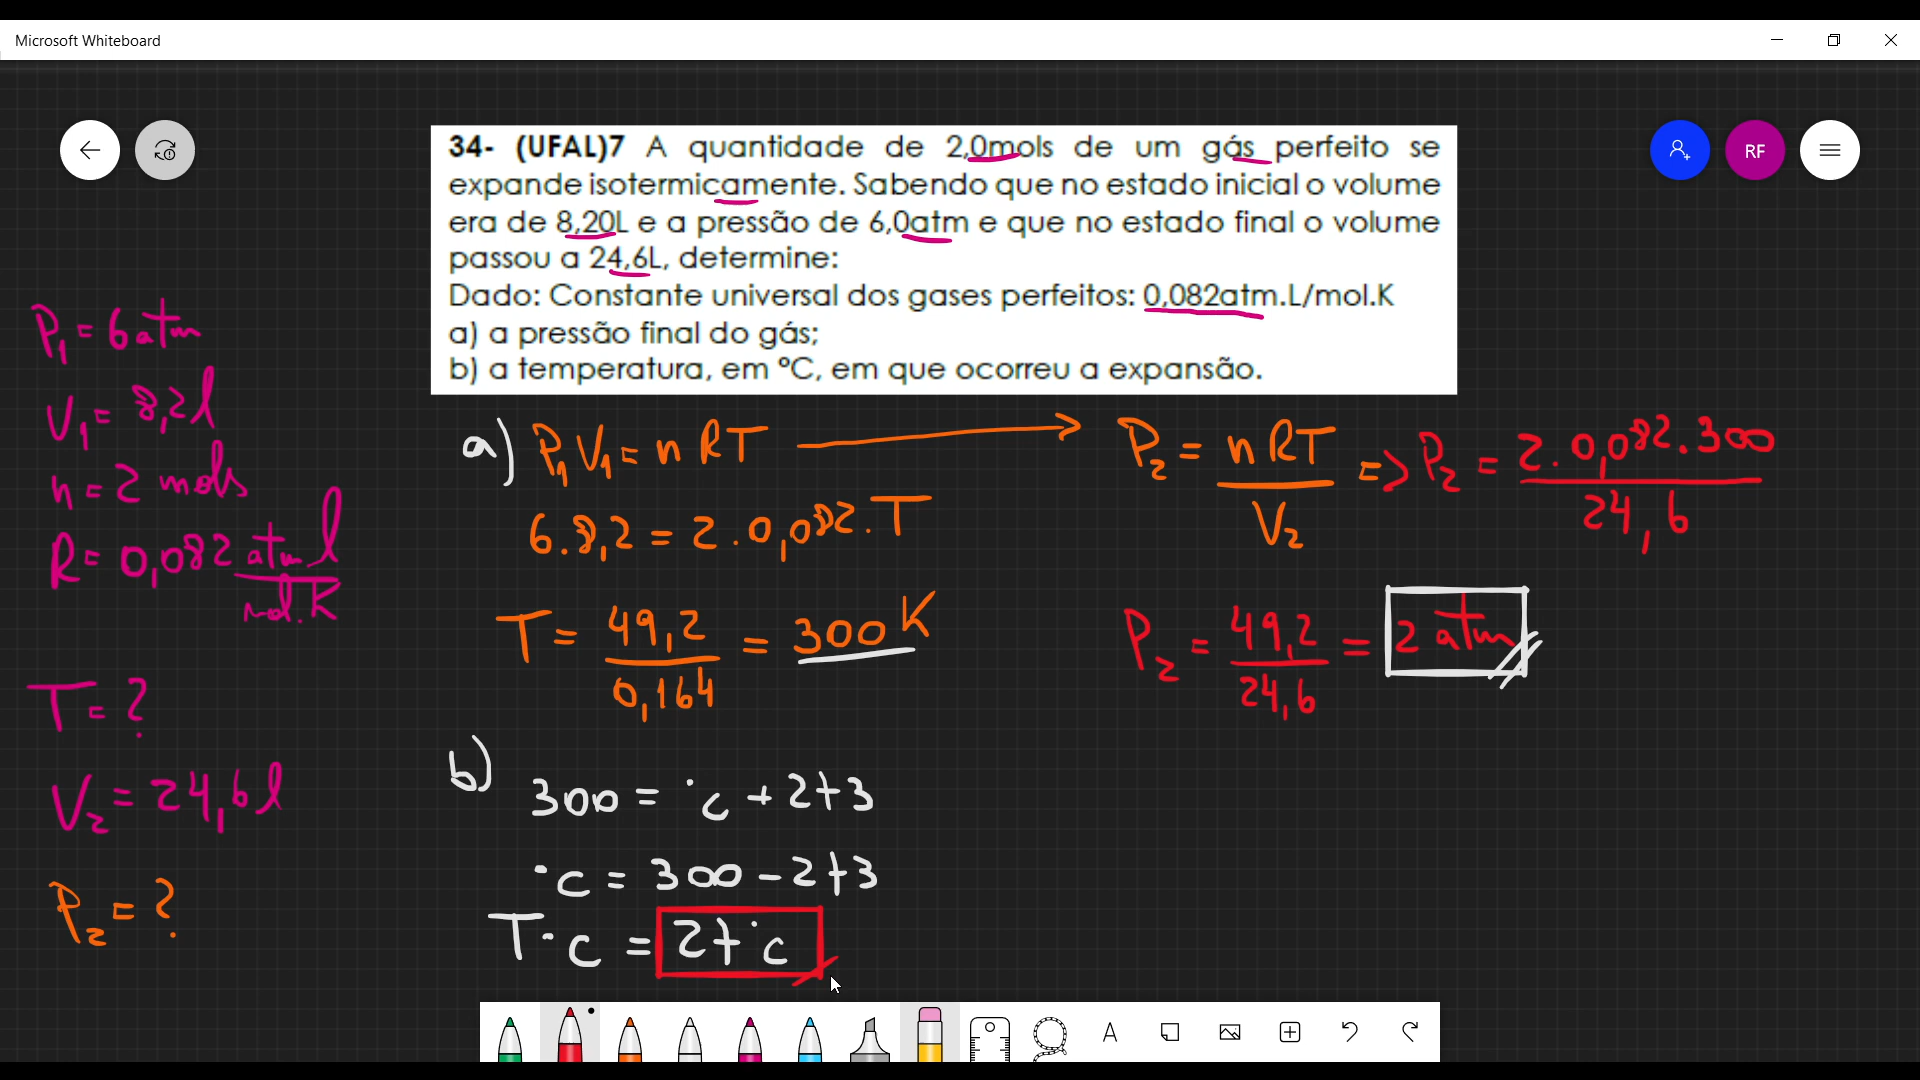 Microsoft Whiteboard
RF
34- (UFAL)7 A quantidade de 2,0mols de um gás perfeito se
expande isotermicamente. Sabendo que no estado inicial o volume
era de 8,20L e a pressão de 6,0atm e que no estado final o volume
passou a 24,6L, determine:
Dado: Constante universal dos gases perfeitos: 0,082atm.L/mol.K
a) a pressão final do gás;
b) a temperatura, em ºC, em que ocorreu a expansão.
P₁ = 6 atm
V₁ = 8,2 l
n = 2 mols
R = 0,082 atm l / mol.K
T = ?
V₂ = 24,6 l
P₂ = ?
a) P₁ V₁ = n R T → P₂ = n R T / V₂ => P₂ = 2 . 0,082 . 300 / 24,6
6 . 8,2 = 2 . 0,082 . T
T = 49,2 / 0,164 = 300 K
P₂ = 49,2 / 24,6 = 2 atm
b) 300 = °C + 273
°C = 300 - 273
T°C = 27°C